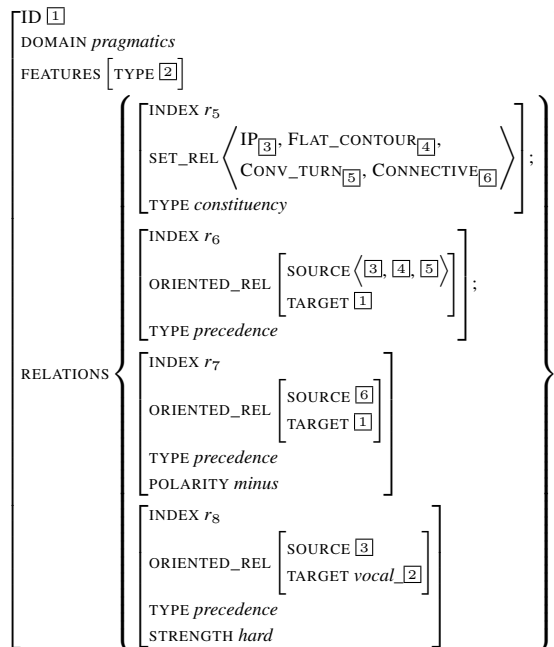 ID 1
DOMAIN pragmatics
FEATURES [TYPE 2]
INDEX r5
SET_REL ⟨IP3, FLAT_CONTOUR4,
CONV_TURN5, CONNECTIVE6⟩ ;
TYPE constituency
INDEX r6
ORIENTED_REL
SOURCE ⟨3, 4, 5⟩
TARGET 1
;
TYPE precedence
RELATIONS
INDEX r7
ORIENTED_REL
SOURCE 6
TARGET 1
TYPE precedence
POLARITY minus
INDEX r8
ORIENTED_REL
SOURCE 3
TARGET vocal_2
TYPE precedence
STRENGTH hard